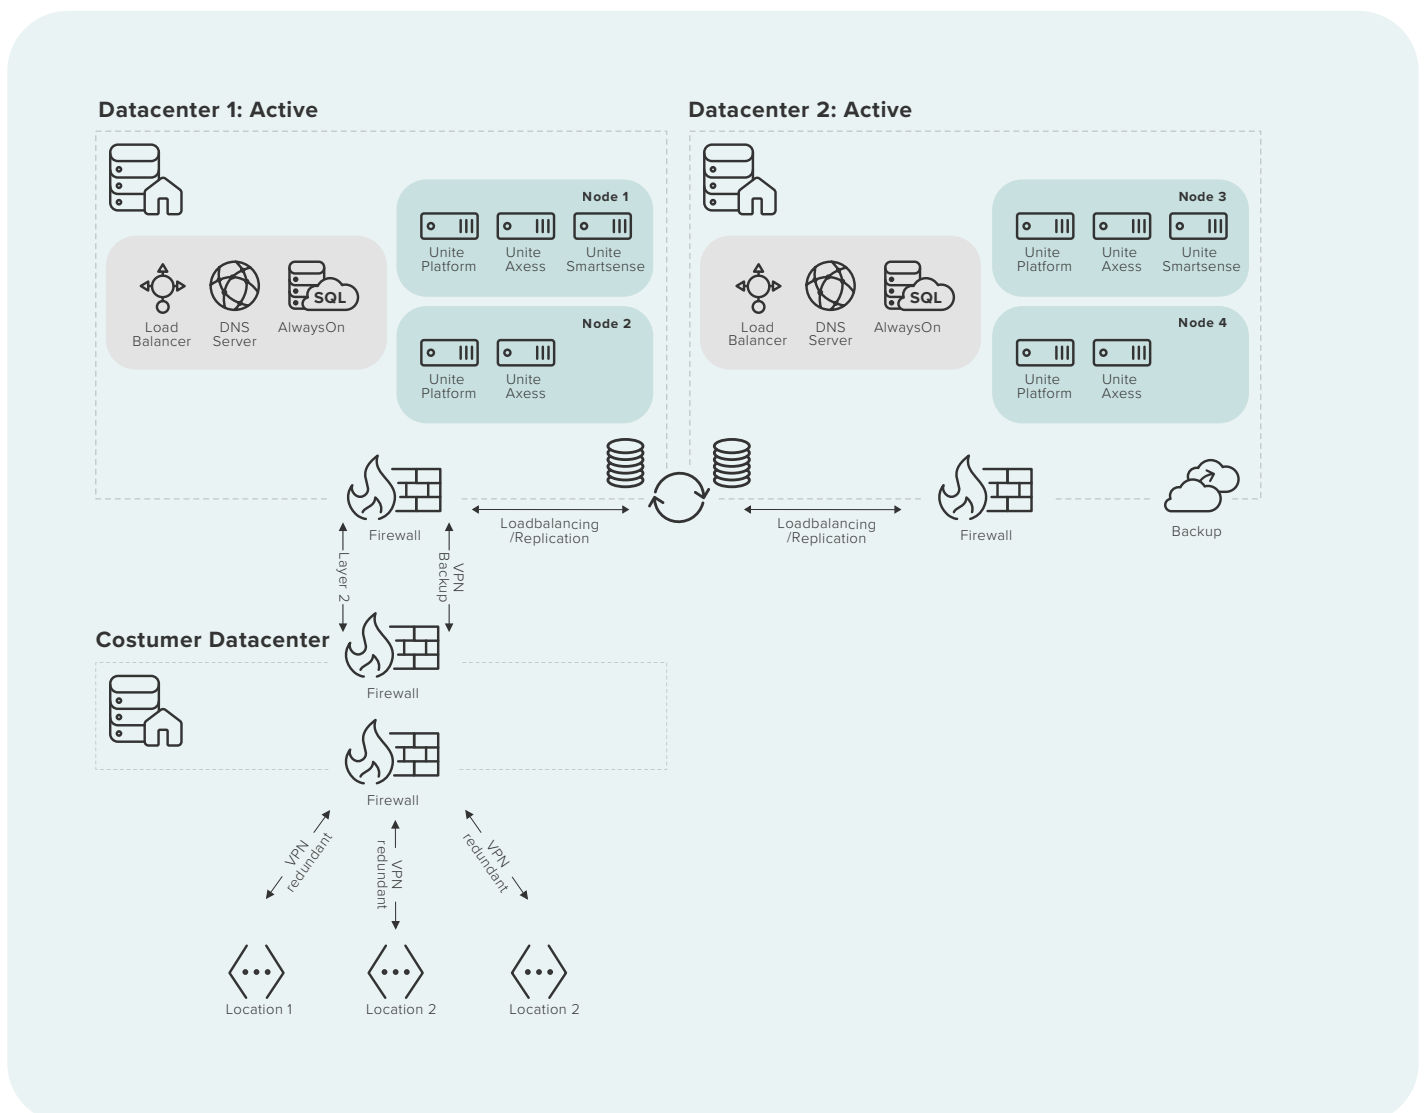 Datacenter 1: Active
Node 1
Unite
Platform
Unite
Axess
Unite
Smartsense
Load
Balancer
DNS
Server
SQL
AlwaysOn
Node 2
Unite
Platform
Unite
Axess
Datacenter 2: Active
Node 3
Unite
Platform
Unite
Axess
Unite
Smartsense
Load
Balancer
DNS
Server
SQL
AlwaysOn
Node 4
Unite
Platform
Unite
Axess
Firewall
Loadbalancing
/Replication
Loadbalancing
/Replication
Firewall
Backup
Layer 2
VPN
Backup
Costumer Datacenter
Firewall
Firewall
VPN
redundant
VPN
redundant
VPN
redundant
Location 1
Location 2
Location 2